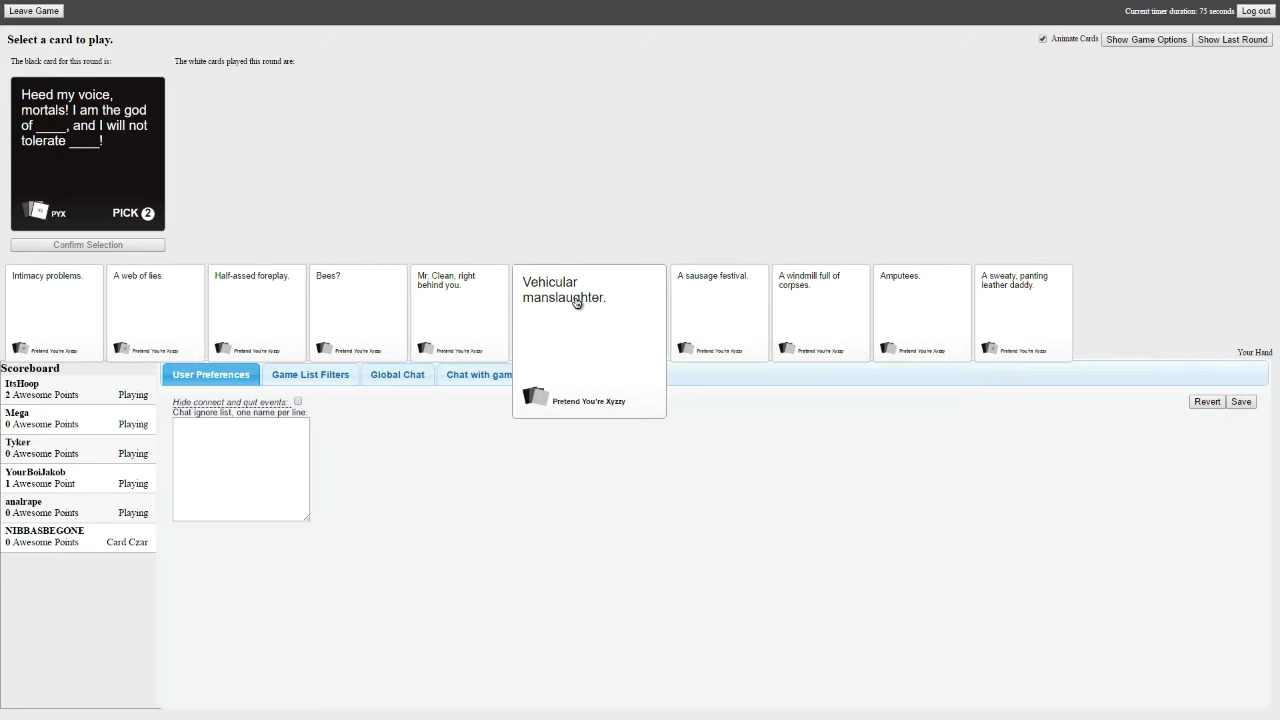 Leave Game
Current timer duration: 75 seconds
Log out
Select a card to play.
Animate Cards
Show Game Options
Show Last Round
The black card for this round is:
The white cards played this round are:
Heed my voice,
mortals! I am the god
of ____, and I will not
tolerate ____!
PYX
PICK 2
Confirm Selection
Intimacy problems.
Pretend You're Xyzzy
A web of lies.
Pretend You're Xyzzy
Half-assed foreplay.
Pretend You're Xyzzy
Bees?
Pretend You're Xyzzy
Mr. Clean, right
behind you.
Pretend You're Xyzzy
Vehicular
manslaughter.
Pretend You're Xyzzy
A sausage festival.
Pretend You're Xyzzy
A windmill full of
corpses.
Pretend You're Xyzzy
Amputees.
Pretend You're Xyzzy
A sweaty, panting
leather daddy.
Pretend You're Xyzzy
Your Hand
Scoreboard
ItsHoop
2 Awesome Points Playing
Mega
0 Awesome Points Playing
Tyker
0 Awesome Points Playing
YourBoiJakob
1 Awesome Point Playing
analrape
0 Awesome Points Playing
NIBBASBEGONE
0 Awesome Points Card Czar
User Preferences
Game List Filters
Global Chat
Chat with gam
Hide connect and quit events:
Chat ignore list, one name per line:
Revert
Save